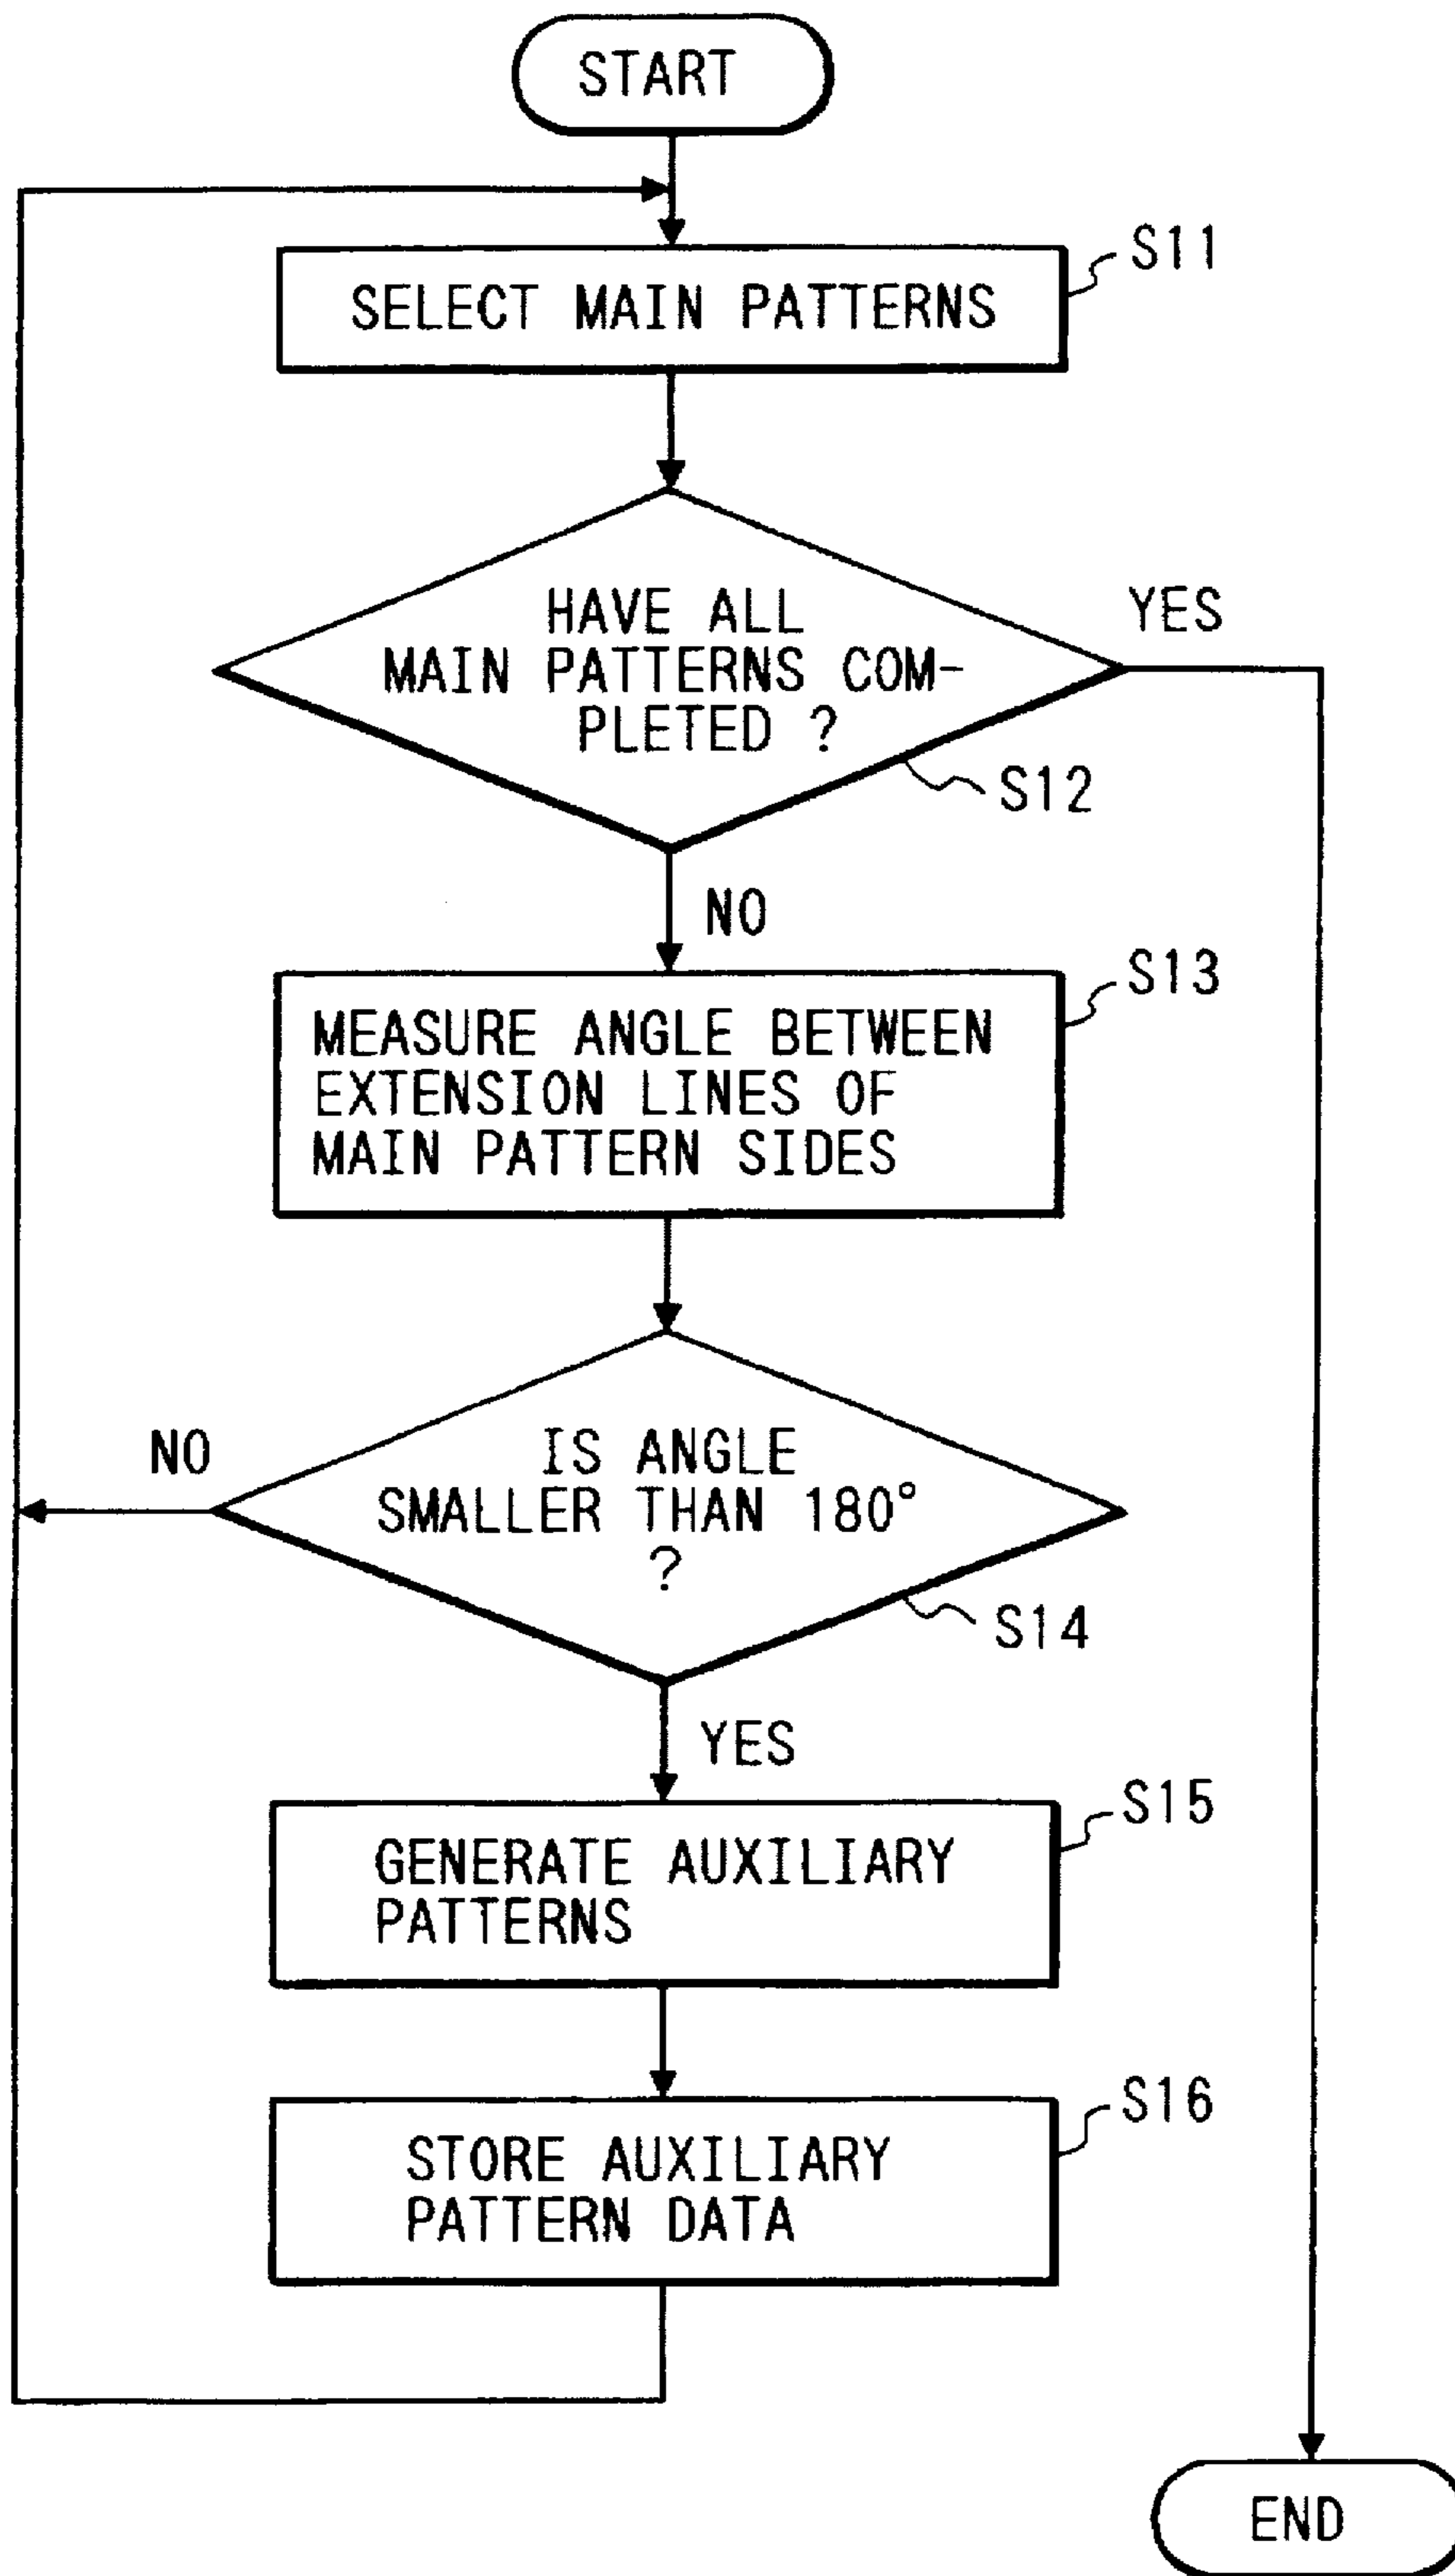 START
S11
SELECT MAIN PATTERNS
HAVE ALL
MAIN PATTERNS COM-
PLETED ?
YES
S12
NO
S13
MEASURE ANGLE BETWEEN
EXTENSION LINES OF
MAIN PATTERN SIDES
NO
IS ANGLE
SMALLER THAN 180°
?
S14
YES
S15
GENERATE AUXILIARY
PATTERNS
S16
STORE AUXILIARY
PATTERN DATA
END